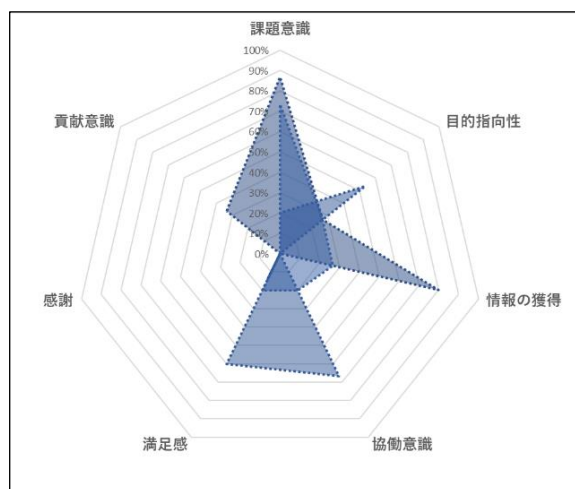 課題意識
100%
90%
80%
70%
60%
50%
40%
30%
20%
10%
0%
貢献意識
目的指向性
感謝
情報の獲得
満足感
協働意識